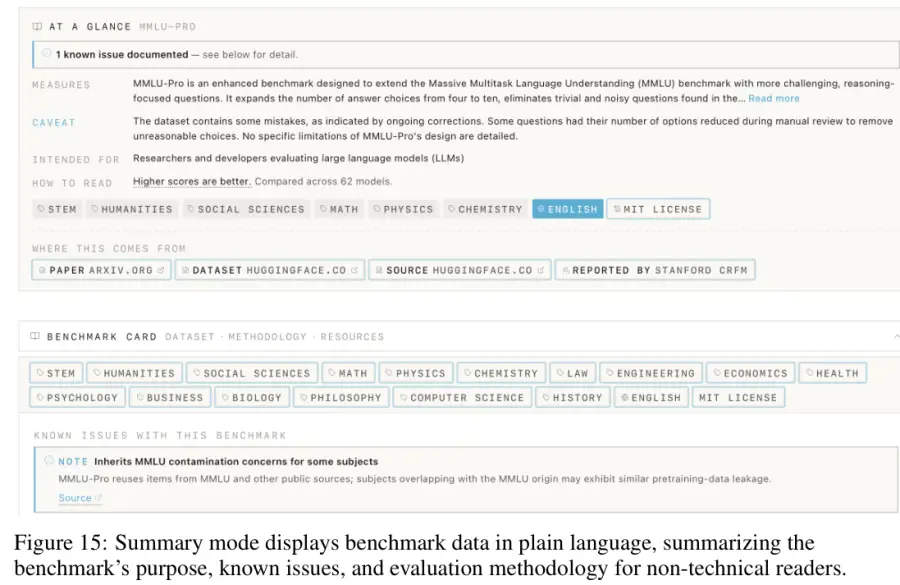 AT A GLANCE MMLU-PRO
1 known issue documented — see below for detail.
MEASURES MMLU-Pro is an enhanced benchmark designed to extend the Massive Multitask Language Understanding (MMLU) benchmark with more challenging, reasoning-
focused questions. It expands the number of answer choices from four to ten, eliminates trivial and noisy questions found in the... Read more
CAVEAT The dataset contains some mistakes, as indicated by ongoing corrections. Some questions had their number of options reduced during manual review to remove
unreasonable choices. No specific limitations of MMLU-Pro's design are detailed.
INTENDED FOR Researchers and developers evaluating large language models (LLMs)
HOW TO READ Higher scores are better. Compared across 62 models.
STEM HUMANITIES SOCIAL SCIENCES MATH PHYSICS CHEMISTRY ENGLISH MIT LICENSE
WHERE THIS COMES FROM
PAPER ARXIV.ORG DATASET HUGGINGFACE.CO SOURCE HUGGINGFACE.CO REPORTED BY STANFORD CRFM
BENCHMARK CARD DATASET · METHODOLOGY · RESOURCES
STEM HUMANITIES SOCIAL SCIENCES MATH PHYSICS CHEMISTRY LAW ENGINEERING ECONOMICS HEALTH
PSYCHOLOGY BUSINESS BIOLOGY PHILOSOPHY COMPUTER SCIENCE HISTORY ENGLISH MIT LICENSE
KNOWN ISSUES WITH THIS BENCHMARK
NOTE Inherits MMLU contamination concerns for some subjects
MMLU-Pro reuses items from MMLU and other public sources; subjects overlapping with the MMLU origin may exhibit similar pretraining-data leakage.
Source
Figure 15: Summary mode displays benchmark data in plain language, summarizing the
benchmark's purpose, known issues, and evaluation methodology for non-technical readers.